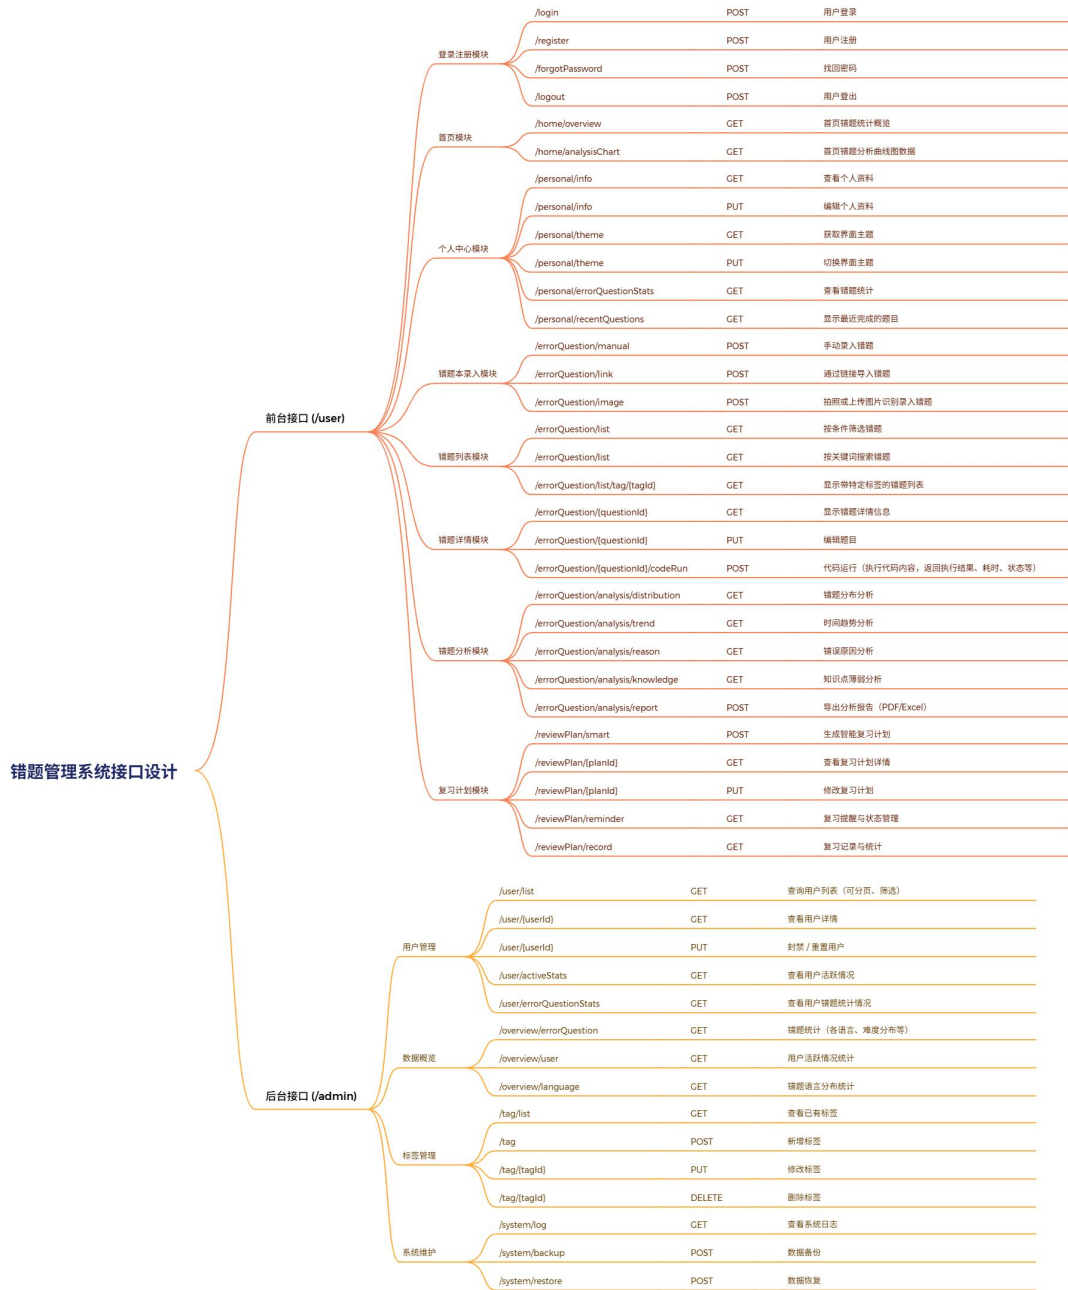 错题管理系统接口设计
前台接口 (/user)
登录注册模块
/login POST 用户登录
/register POST 用户注册
/forgotPassword POST 找回密码
/logout POST 用户登出
首页模块
/home/overview GET 首页错题统计概览
/home/analysisChart GET 首页错题分析曲线图数据
个人中心模块
/personal/info GET 查看个人资料
/personal/info PUT 编辑个人资料
/personal/theme GET 获取界面主题
/personal/theme PUT 切换界面主题
/personal/errorQuestionStats GET 查看错题统计
/personal/recentQuestions GET 显示最近完成的题目
错题本录入模块
/errorQuestion/manual POST 手动录入错题
/errorQuestion/link POST 通过链接导入错题
/errorQuestion/image POST 拍照或上传图片识别录入错题
错题列表模块
/errorQuestion/list GET 按条件筛选错题
/errorQuestion/list GET 按关键词搜索错题
/errorQuestion/list/tag/{tagId} GET 显示带特定标签的错题列表
错题详情模块
/errorQuestion/{questionId} GET 显示错题详情信息
/errorQuestion/{questionId} PUT 编辑题目
/errorQuestion/{questionId}/codeRun POST 代码运行（执行代码内容，返回执行结果、耗时、状态等）
错题分析模块
/errorQuestion/analysis/distribution GET 错题分布分析
/errorQuestion/analysis/trend GET 时间趋势分析
/errorQuestion/analysis/reason GET 错误原因分析
/errorQuestion/analysis/knowledge GET 知识点薄弱分析
/errorQuestion/analysis/report POST 导出分析报告（PDF/Excel）
复习计划模块
/reviewPlan/smart POST 生成智能复习计划
/reviewPlan/{planId} GET 查看复习计划详情
/reviewPlan/{planId} PUT 修改复习计划
/reviewPlan/reminder GET 复习提醒与状态管理
/reviewPlan/record GET 复习记录与统计
后台接口 (/admin)
用户管理
/user/list GET 查询用户列表（可分页、筛选）
/user/{userId} GET 查看用户详情
/user/{userId} PUT 封禁 / 重置用户
/user/activeStats GET 查看用户活跃情况
/user/errorQuestionStats GET 查看用户错题统计情况
数据概览
/overview/errorQuestion GET 错题统计（各语言、难度分布等）
/overview/user GET 用户活跃情况统计
/overview/language GET 错题语言分布统计
标签管理
/tag/list GET 查看已有标签
/tag POST 新增标签
/tag/{tagId} PUT 修改标签
/tag/{tagId} DELETE 删除标签
系统维护
/system/log GET 查看系统日志
/system/backup POST 数据备份
/system/restore POST 数据恢复